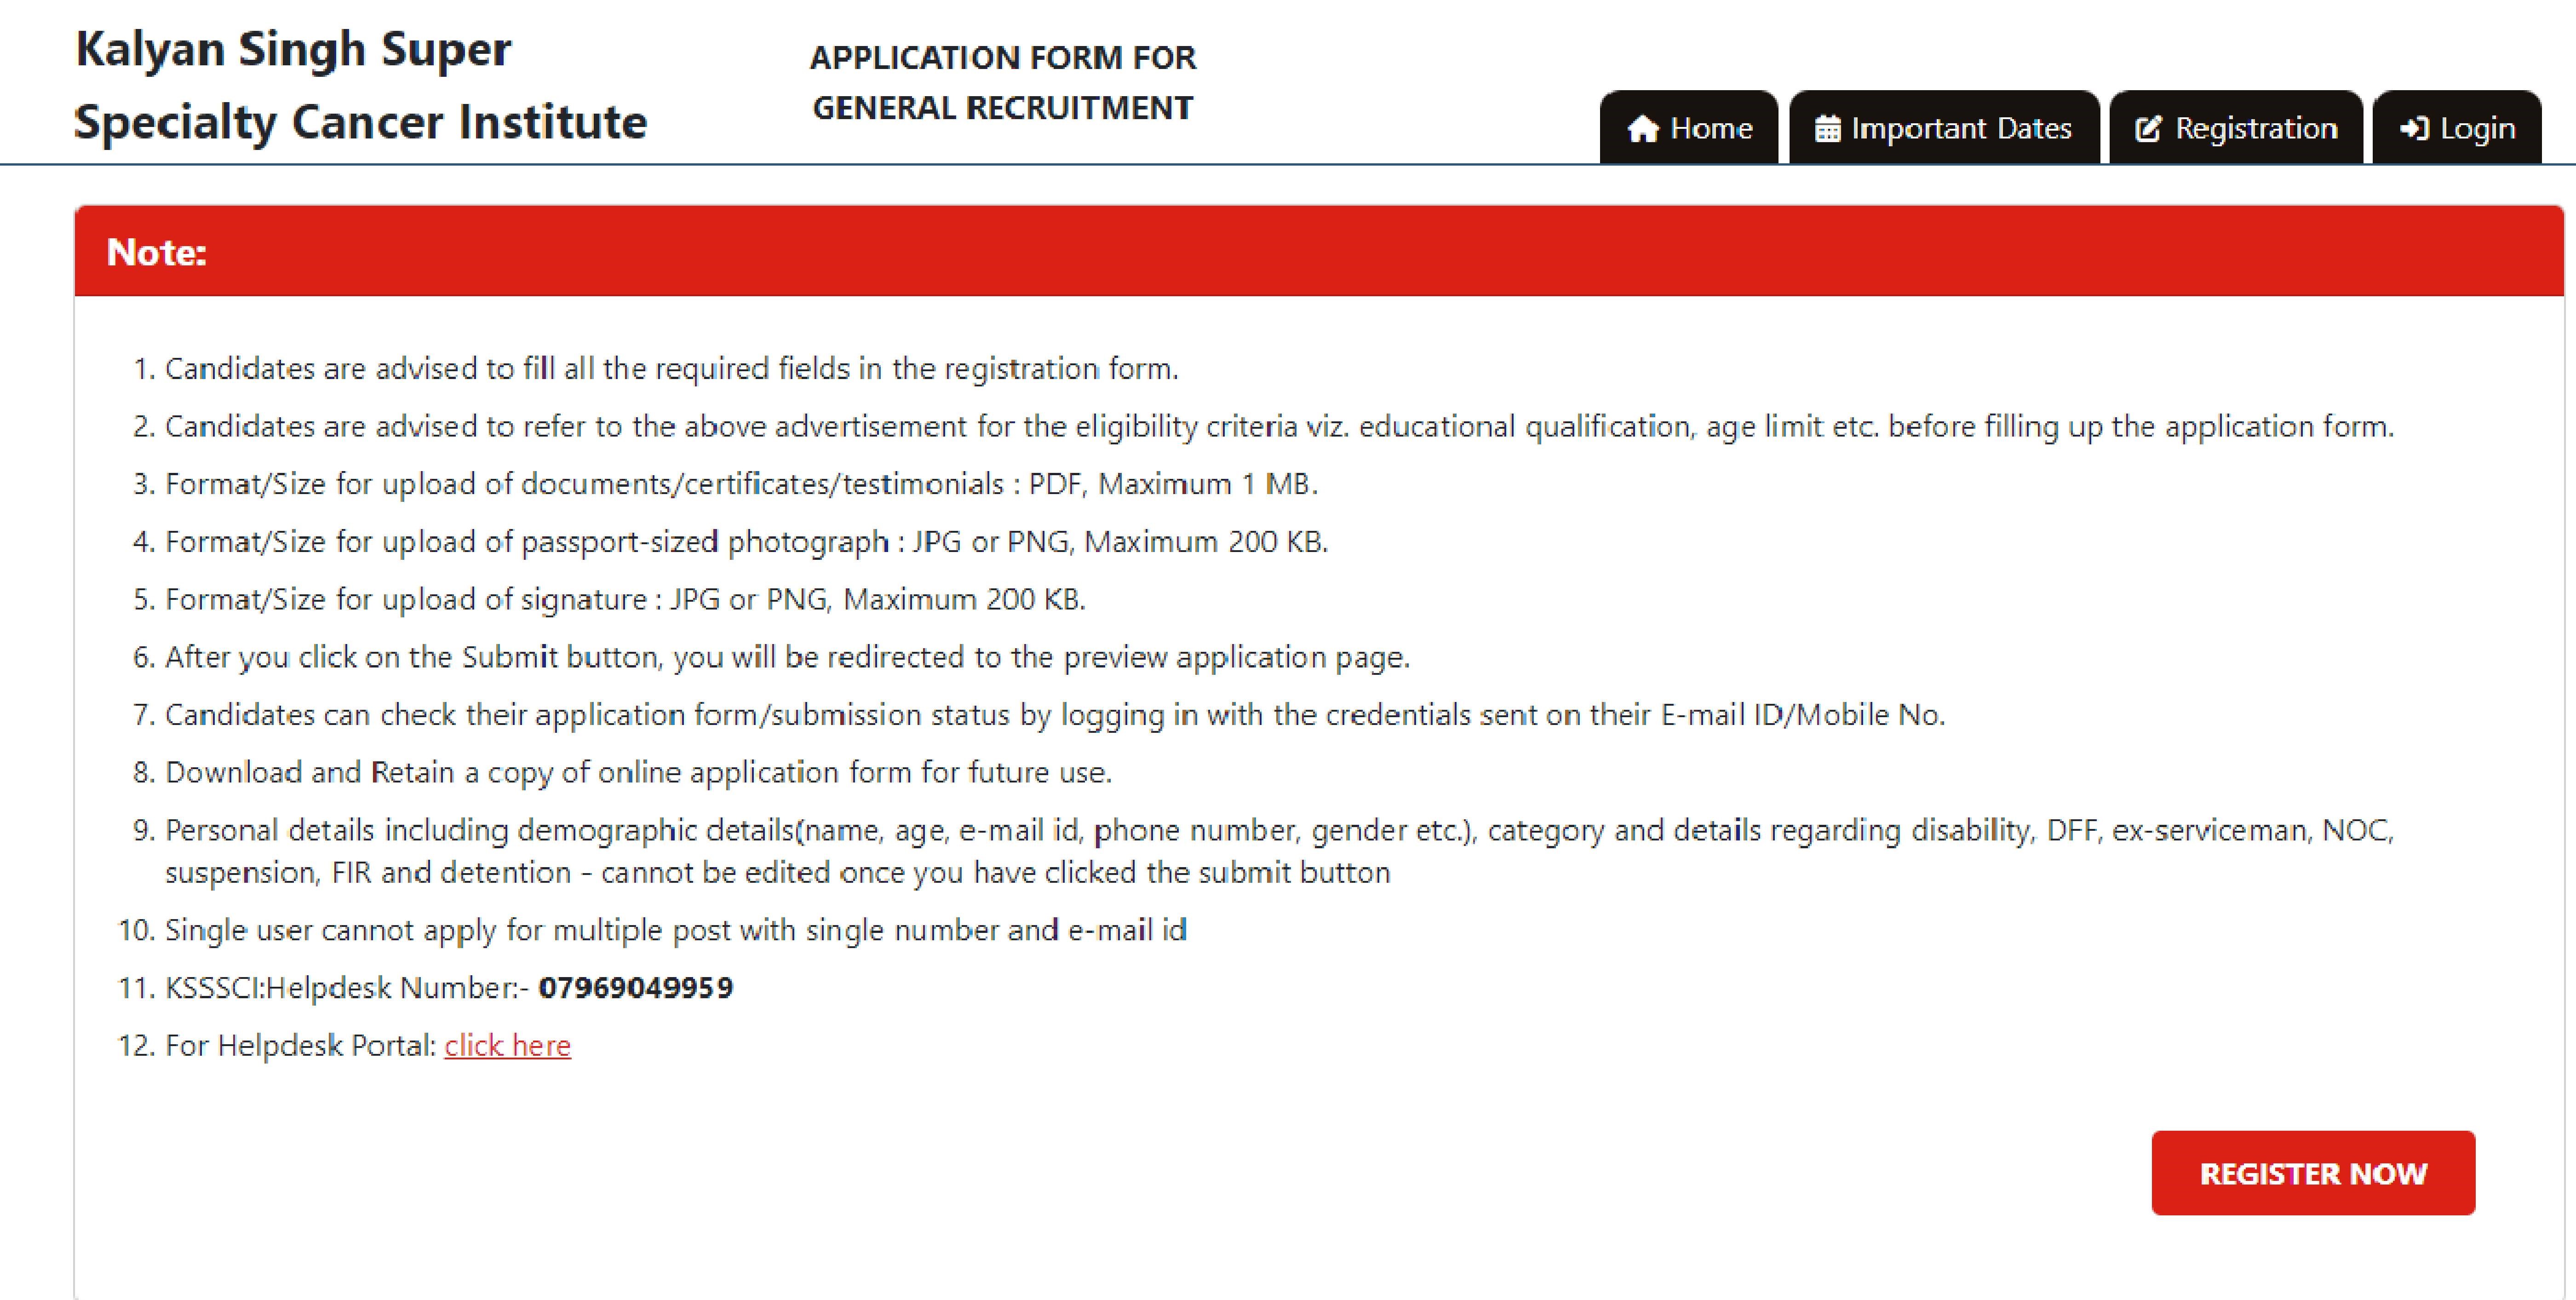 Kalyan Singh Super
Specialty Cancer Institute
APPLICATION FORM FOR
GENERAL RECRUITMENT
Home
Important Dates
Registration
Login
Note:
1. Candidates are advised to fill all the required fields in the registration form.
2. Candidates are advised to refer to the above advertisement for the eligibility criteria viz. educational qualification, age limit etc. before filling up the application form.
3. Format/Size for upload of documents/certificates/testimonials : PDF, Maximum 1 MB.
4. Format/Size for upload of passport-sized photograph : JPG or PNG, Maximum 200 KB.
5. Format/Size for upload of signature : JPG or PNG, Maximum 200 KB.
6. After you click on the Submit button, you will be redirected to the preview application page.
7. Candidates can check their application form/submission status by logging in with the credentials sent on their E-mail ID/Mobile No.
8. Download and Retain a copy of online application form for future use.
9. Personal details including demographic details(name, age, e-mail id, phone number, gender etc.), category and details regarding disability, DFF, ex-serviceman, NOC,
suspension, FIR and detention - cannot be edited once you have clicked the submit button
10. Single user cannot apply for multiple post with single number and e-mail id
11. KSSSCI:Helpdesk Number:- 07969049959
12. For Helpdesk Portal: click here
REGISTER NOW